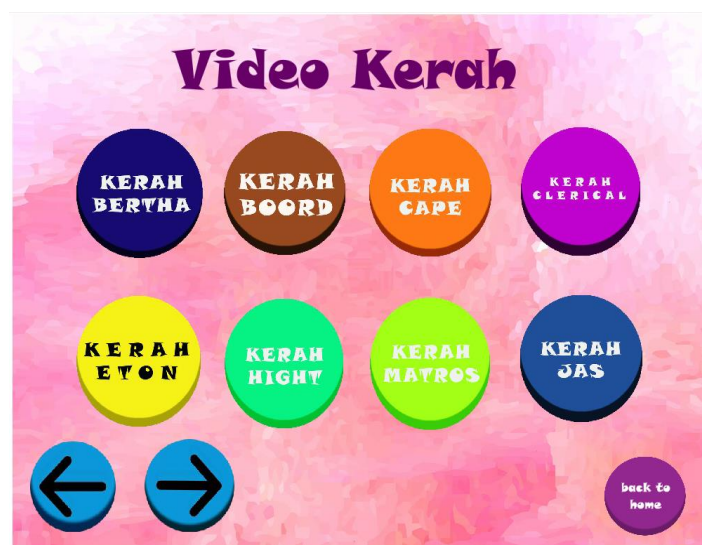 Video Kerah
KERAH
BERTHA
KERAH
BOORD
KERAH
CAPE
KERAH
CLERICAL
KERAH
ETON
KERAH
HIGHT
KERAH
MATROS
KERAH
JAS
back to
home